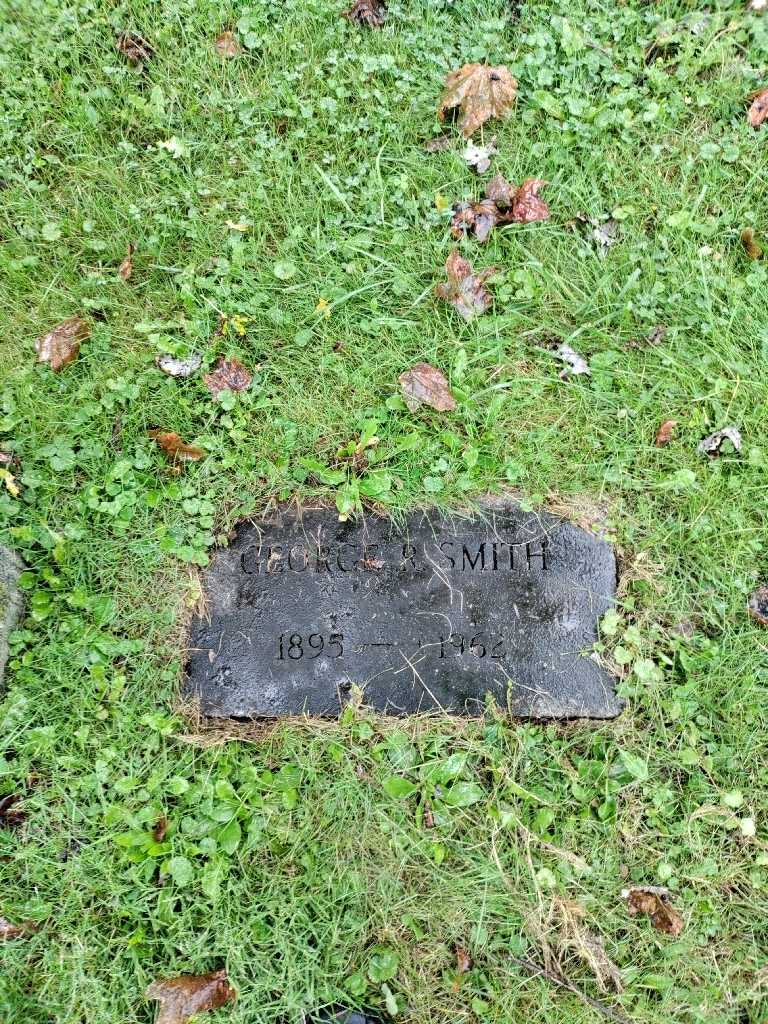 GEORGE R. SMITH
1895 — 1962